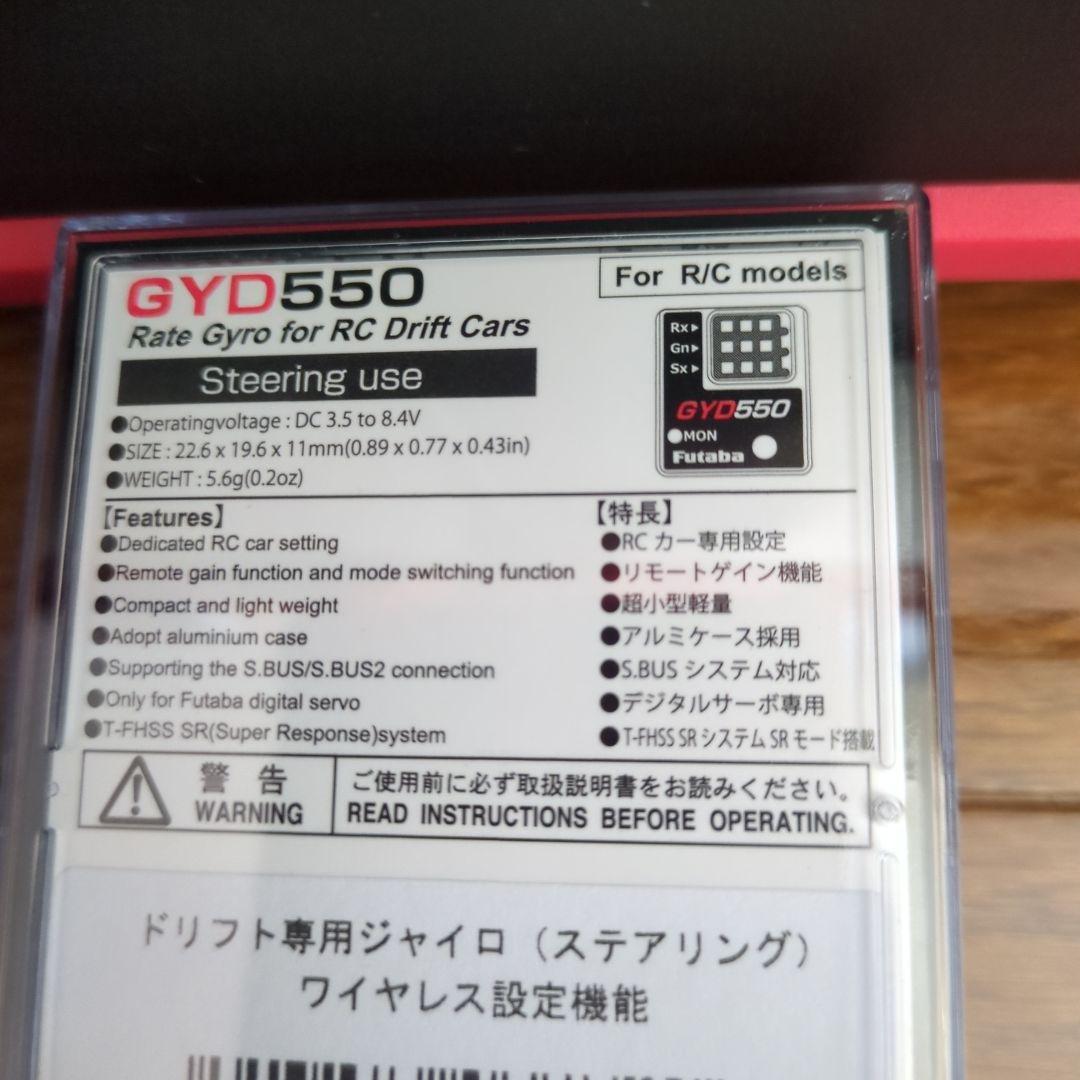 GYD550
Rate Gyro for RC Drift Cars
Steering use
●Operatingvoltage : DC 3.5 to 8.4V
●SIZE : 22.6 x 19.6 x 11mm(0.89 x 0.77 x 0.43in)
●WEIGHT : 5.6g(0.2oz)
For R/C models
Rx▶
Gn▶
Sx▶
GYD550
MON
Futaba
【Features】
●Dedicated RC car setting
●Remote gain function and mode switching function
●Compact and light weight
●Adopt aluminium case
●Supporting the S.BUS/S.BUS2 connection
●Only for Futaba digital servo
●T-FHSS SR(Super Response)system
【特長】
●RC カー専用設定
●リモートゲイン機能
●超小型軽量
●アルミケース採用
●S.BUS システム対応
●デジタルサーボ専用
●T-FHSS SR システム SR モード搭載
警告
WARNING
ご使用前に必ず取扱説明書をお読みください。
READ INSTRUCTIONS BEFORE OPERATING.
ドリフト専用ジャイロ（ステアリング）
ワイヤレス設定機能